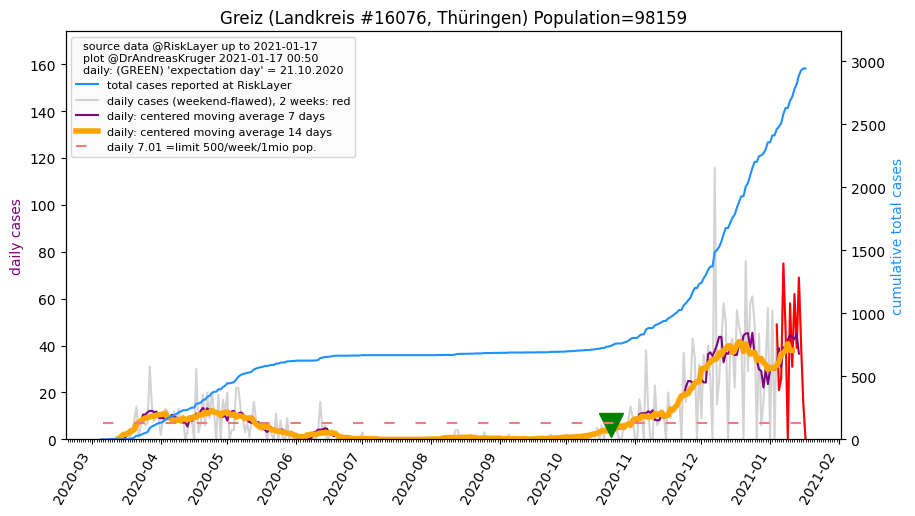 Greiz (Landkreis #16076, Thüringen) Population=98159
source data @RiskLayer up to 2021-01-17
plot @DrAndreasKruger 2021-01-17 00:50
daily: (GREEN) 'expectation day' = 21.10.2020
total cases reported at RiskLayer
daily cases (weekend-flawed), 2 weeks: red
daily: centered moving average 7 days
daily: centered moving average 14 days
daily 7.01 =limit 500/week/1mio pop.
daily cases
160
140
120
100
80
60
40
20
0
cumulative total cases
3000
2500
2000
1500
1000
500
0
2020-03
2020-04
2020-05
2020-06
2020-07
2020-08
2020-09
2020-10
2020-11
2020-12
2021-01
2021-02